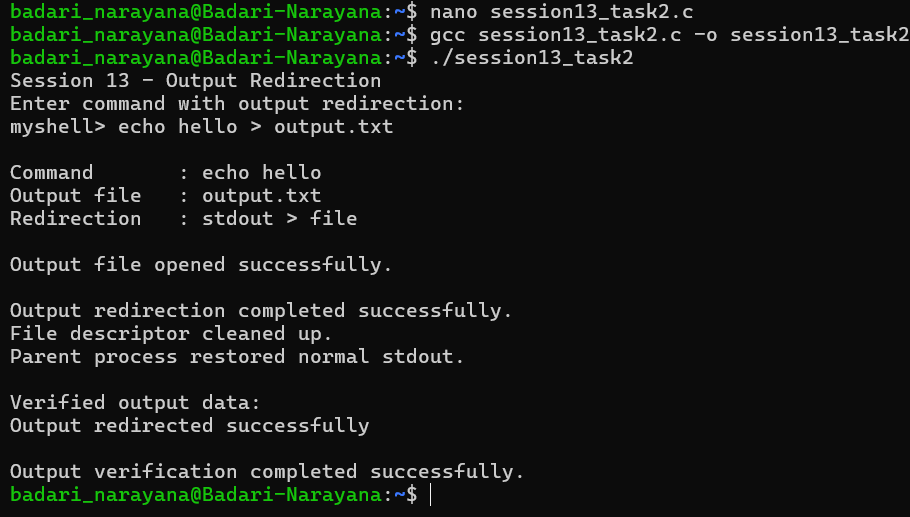 badari_narayana@Badari-Narayana:~$ nano session13_task2.c
badari_narayana@Badari-Narayana:~$ gcc session13_task2.c -o session13_task2
badari_narayana@Badari-Narayana:~$ ./session13_task2
Session 13 - Output Redirection
Enter command with output redirection:
myshell> echo hello > output.txt
Command       : echo hello
Output file   : output.txt
Redirection   : stdout > file
Output file opened successfully.
Output redirection completed successfully.
File descriptor cleaned up.
Parent process restored normal stdout.
Verified output data:
Output redirected successfully
Output verification completed successfully.
badari_narayana@Badari-Narayana:~$